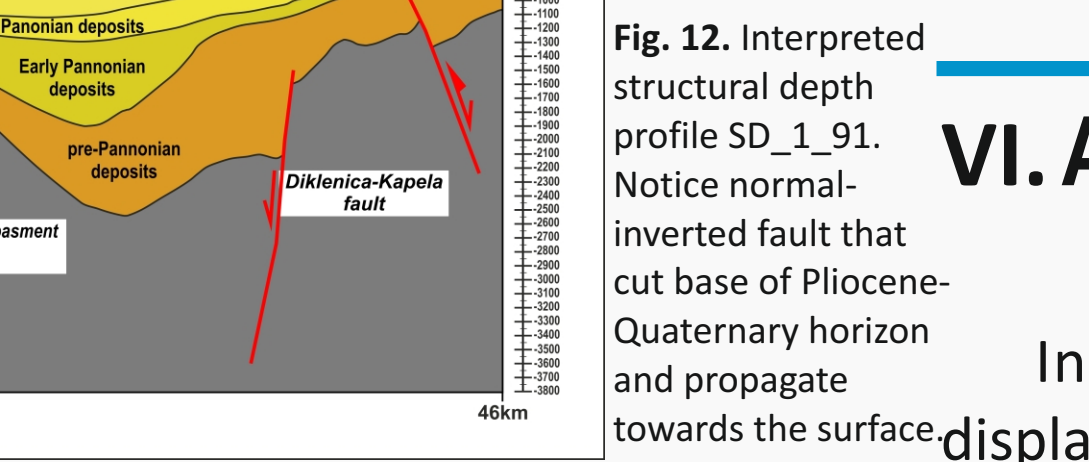 Panonian deposits
Early Pannonian
deposits
pre-Pannonian
deposits
Diklenica-Kapela
fault
-1100
-1200
-1300
-1400
-1500
-1600
-1700
-1800
-1900
-2000
-2100
-2200
-2300
-2400
-2500
-2600
-2700
-2800
-2900
-3000
-3100
-3200
-3300
-3400
-3500
-3600
-3700
-3800
46km
Fig. 12. Interpreted
structural depth
profile SD_1_91.
Notice normal-
inverted fault that
cut base of Pliocene-
Quaternary horizon
and propagate
towards the surface.
VI. A
In
displa